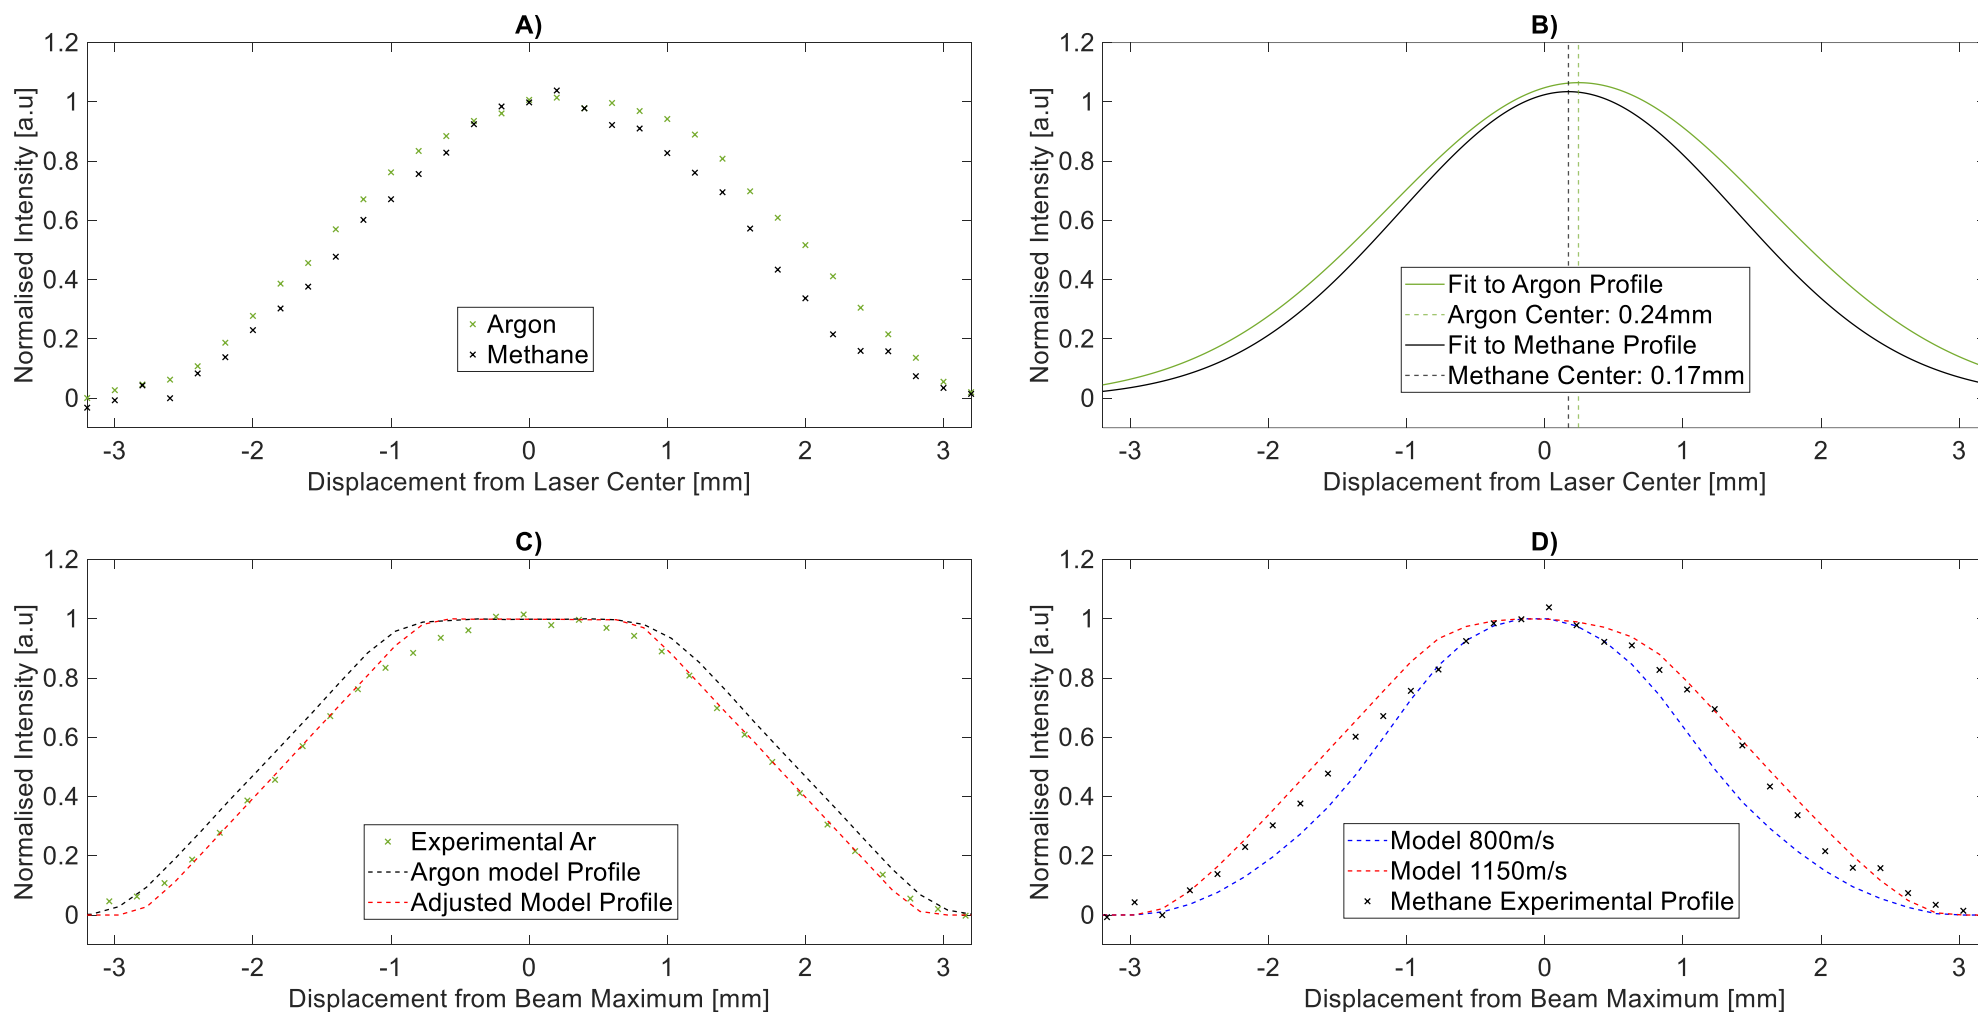 A)
Normalised Intensity [a.u]
1.2
1
0.8
0.6
0.4
0.2
0
-3 -2 -1 0 1 2 3
Displacement from Laser Center [mm]
Argon
Methane
B)
Normalised Intensity [a.u]
1.2
1
0.8
0.6
0.4
0.2
0
-3 -2 -1 0 1 2 3
Displacement from Laser Center [mm]
Fit to Argon Profile
Argon Center: 0.24mm
Fit to Methane Profile
Methane Center: 0.17mm
C)
Normalised Intensity [a.u]
1.2
1
0.8
0.6
0.4
0.2
0
-3 -2 -1 0 1 2 3
Displacement from Beam Maximum [mm]
Experimental Ar
Argon model Profile
Adjusted Model Profile
D)
Normalised Intensity [a.u]
1.2
1
0.8
0.6
0.4
0.2
0
-3 -2 -1 0 1 2 3
Displacement from Beam Maximum [mm]
Model 800m/s
Model 1150m/s
Methane Experimental Profile